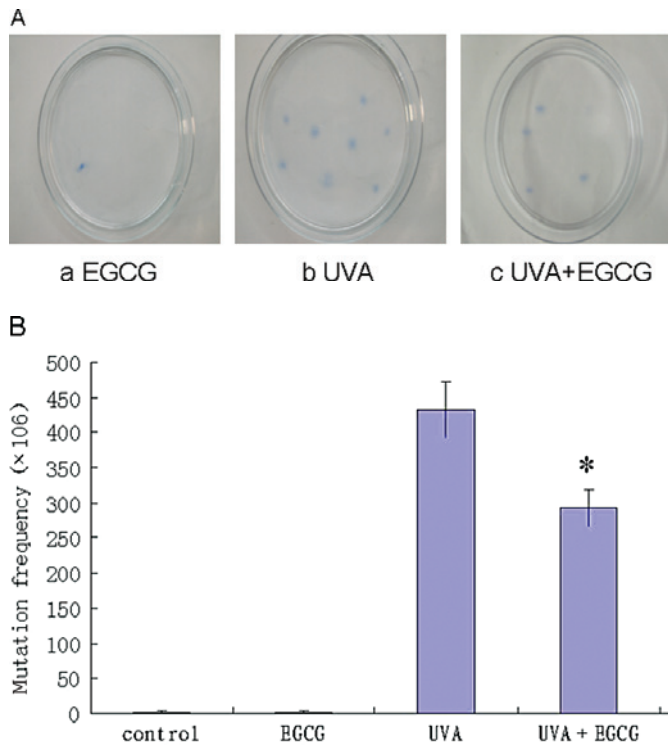 A
a EGCG
b UVA
c UVA+EGCG
B
Mutation frequency (×106)
500
450
400
350
300
250
200
150
100
50
0
*
control
EGCG
UVA
UVA + EGCG